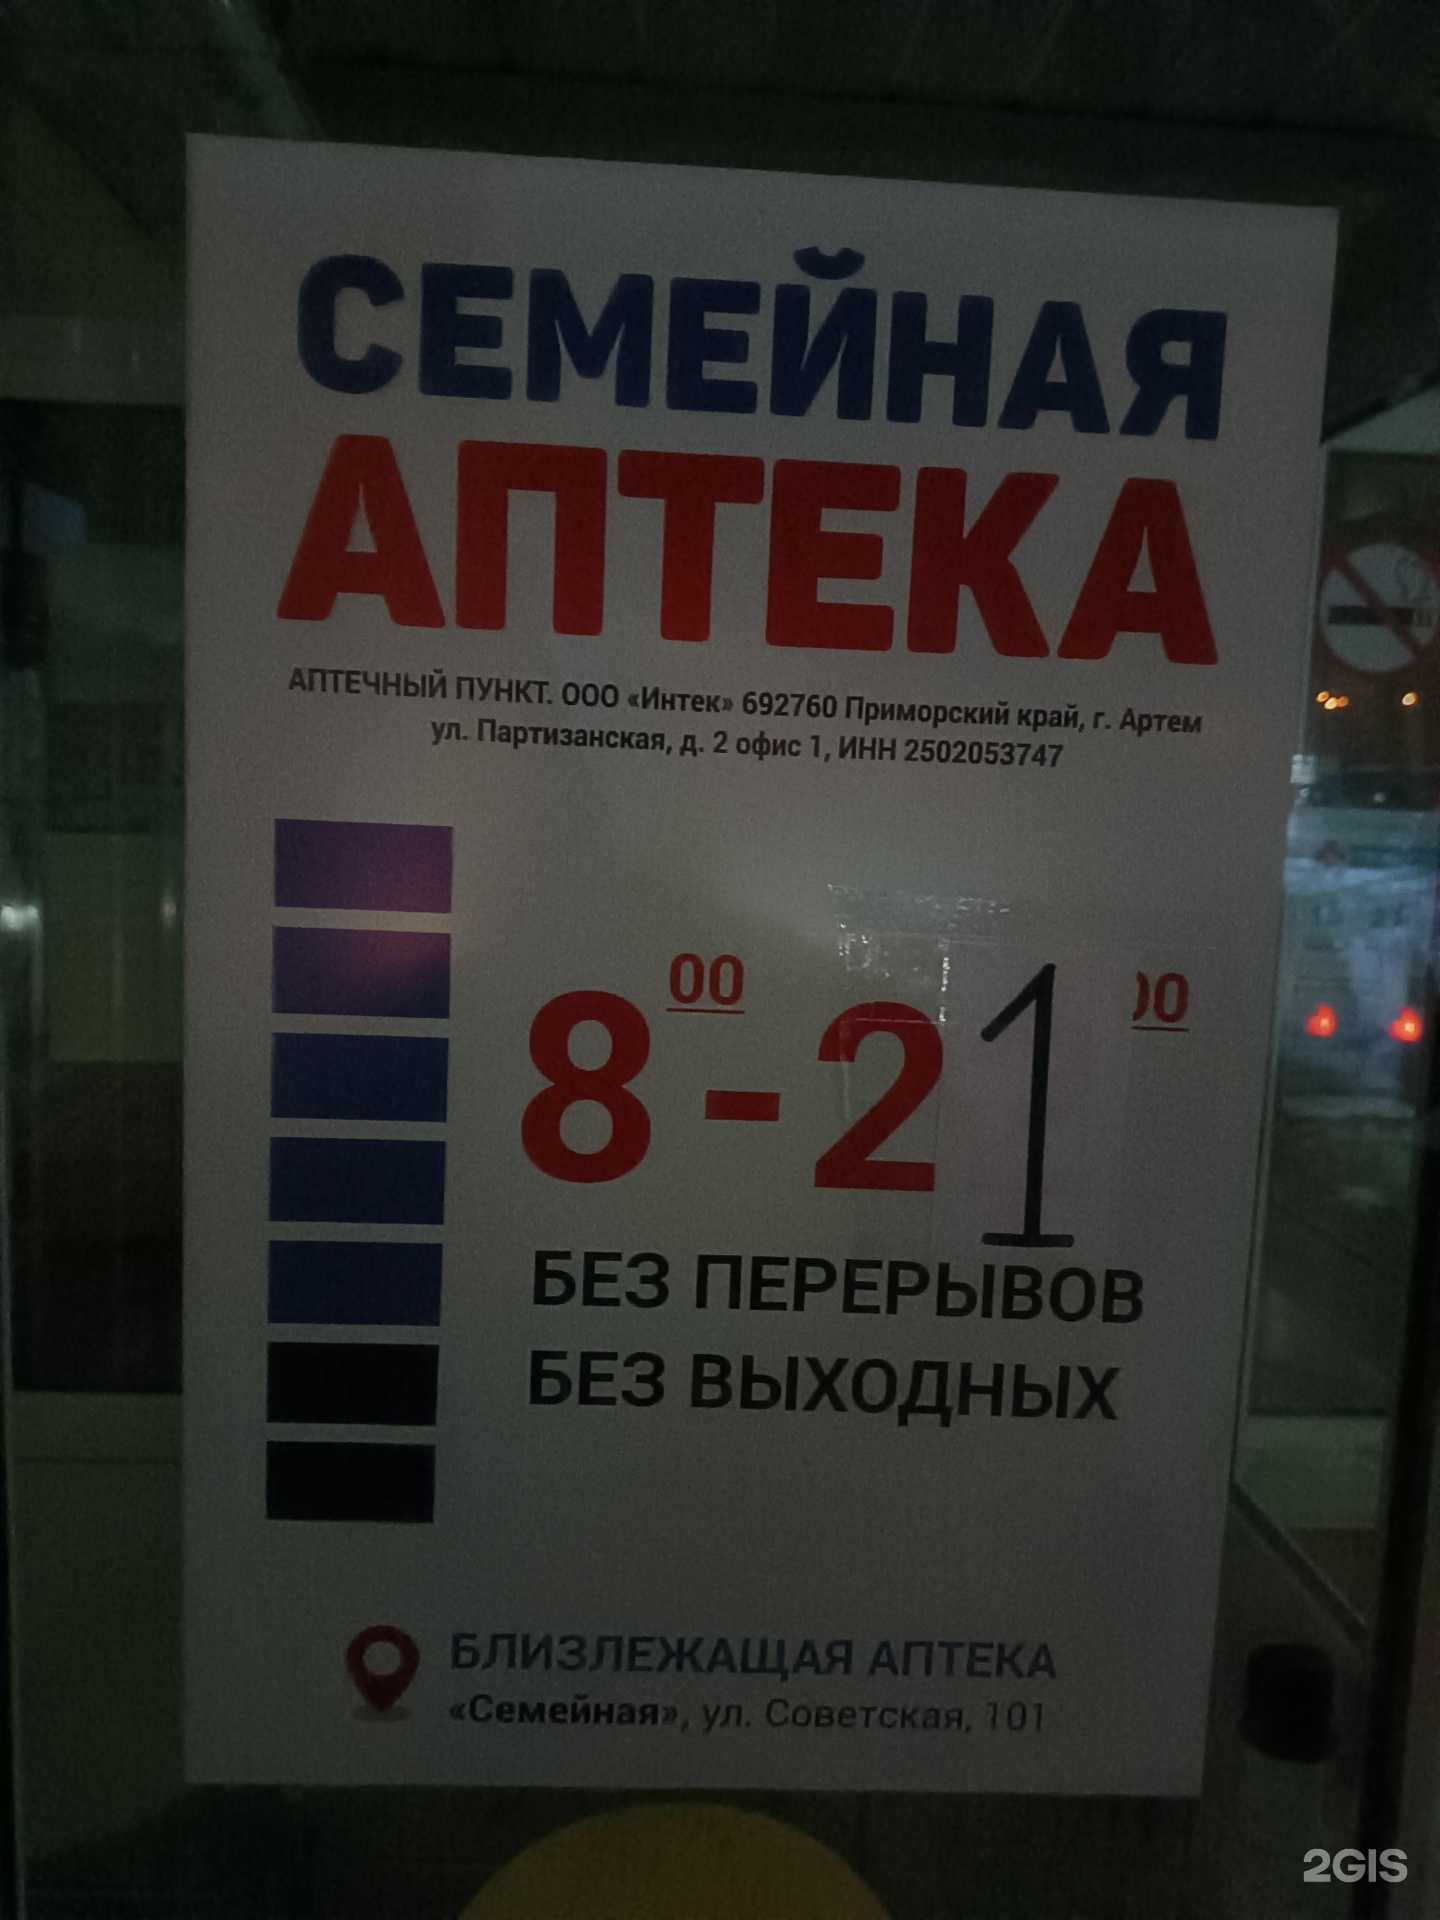 СЕМЕЙНАЯ
АПТЕКА
АПТЕЧНЫЙ ПУНКТ. ООО «Интек» 692760 Приморский край, г. Артем
ул. Партизанская, д. 2 офис 1, ИНН 2502053747
8 00 - 21 00
БЕЗ ПЕРЕРЫВОВ
БЕЗ ВЫХОДНЫХ
БЛИЗЛЕЖАЩАЯ АПТЕКА
«Семейная», ул. Советская, 101
2GIS